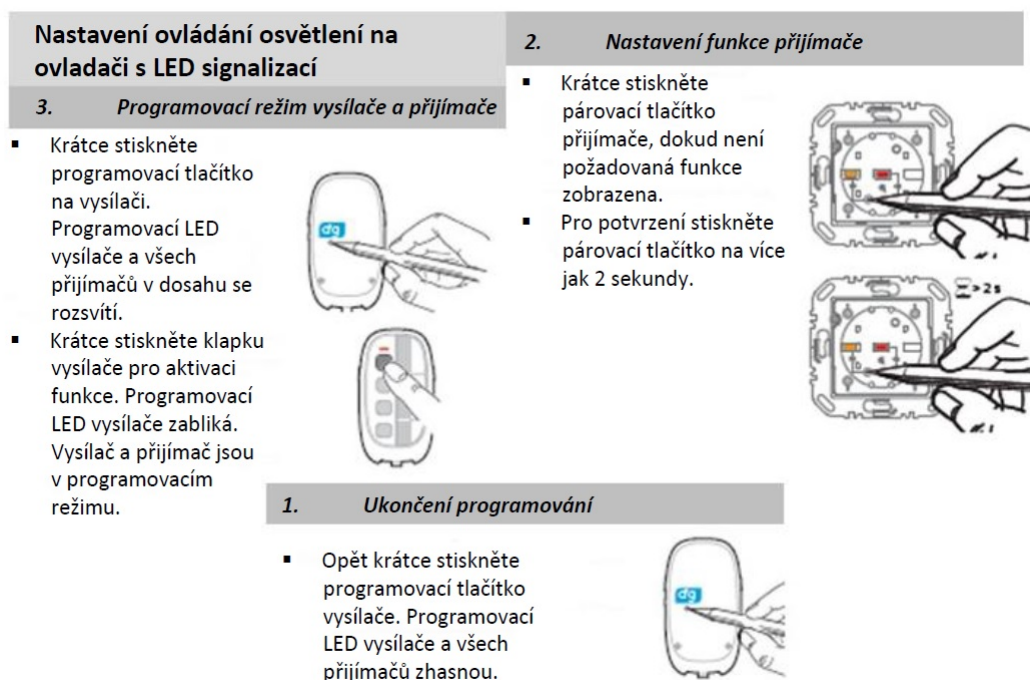 Nastavení ovládání osvětlení na
ovladači s LED signalizací
3. Programovací režim vysílače a přijímače
▪ Krátce stiskněte
programovací tlačítko
na vysílači.
Programovací LED
vysílače a všech
přijímačů v dosahu se
rozsvítí.
▪ Krátce stiskněte klapku
vysílače pro aktivaci
funkce. Programovací
LED vysílače zabliká.
Vysílač a přijímač jsou
v programovacím
režimu.
dg
2. Nastavení funkce přijímače
▪ Krátce stiskněte
párovací tlačítko
přijímače, dokud není
požadovaná funkce
zobrazena.
▪ Pro potvrzení stiskněte
párovací tlačítko na více
jak 2 sekundy.
>2s
1. Ukončení programování
▪ Opět krátce stiskněte
programovací tlačítko
vysílače. Programovací
LED vysílače a všech
přijímačů zhasnou.
dg